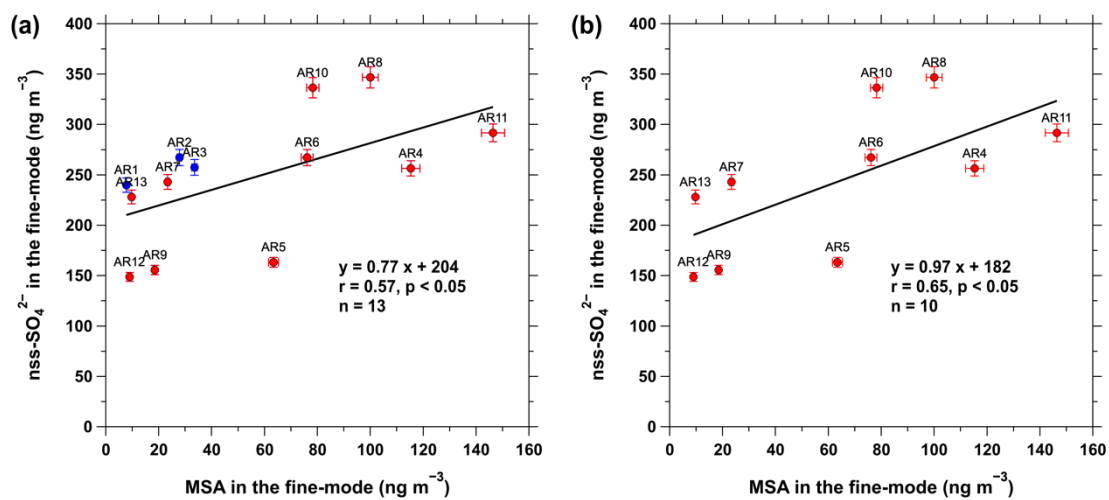 (a)
400
350
300
250
200
150
100
50
0
nss-SO₄²⁻ in the fine-mode (ng m⁻³)
AR8
AR10
AR11
AR2
AR6
AR3
AR4
AR1
AR7
AR13
AR5
AR9
AR12
y = 0.77 x + 204
r = 0.57, p < 0.05
n = 13
0 20 40 60 80 100 120 140 160
MSA in the fine-mode (ng m⁻³)
(b)
400
350
300
250
200
150
100
50
0
nss-SO₄²⁻ in the fine-mode (ng m⁻³)
AR8
AR10
AR11
AR6
AR4
AR7
AR13
AR5
AR9
AR12
y = 0.97 x + 182
r = 0.65, p < 0.05
n = 10
0 20 40 60 80 100 120 140 160
MSA in the fine-mode (ng m⁻³)